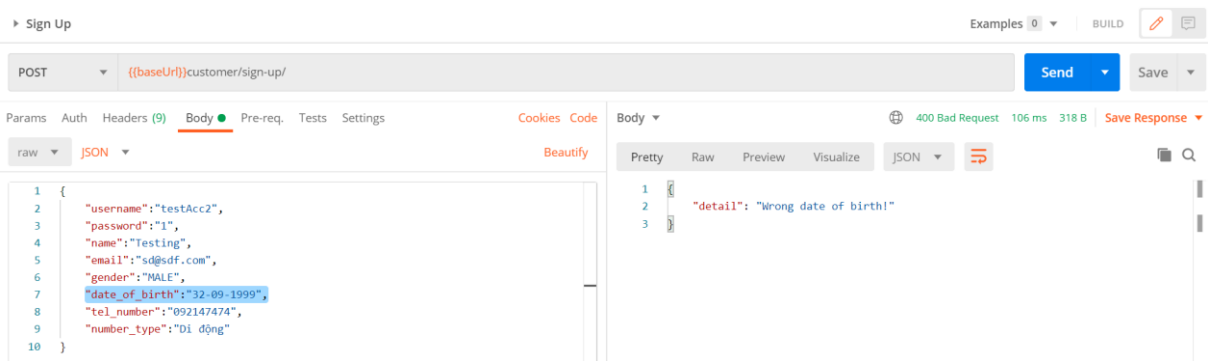 Sign Up
Examples 0 BUILD
POST {{baseUrl}}customer/sign-up/ Send Save
Params Auth Headers (9) Body Pre-req. Tests Settings Cookies Code
raw JSON Beautify
1 {
2 "username":"testAcc2",
3 "password":"1",
4 "name":"Testing",
5 "email":"sd@sdf.com",
6 "gender":"MALE",
7 "date_of_birth":"32-09-1999",
8 "tel_number":"092147474",
9 "number_type":"Di động"
10 }
Body 400 Bad Request 106 ms 318 B Save Response
Pretty Raw Preview Visualize JSON
1 {
2 "detail": "Wrong date of birth!"
3 }